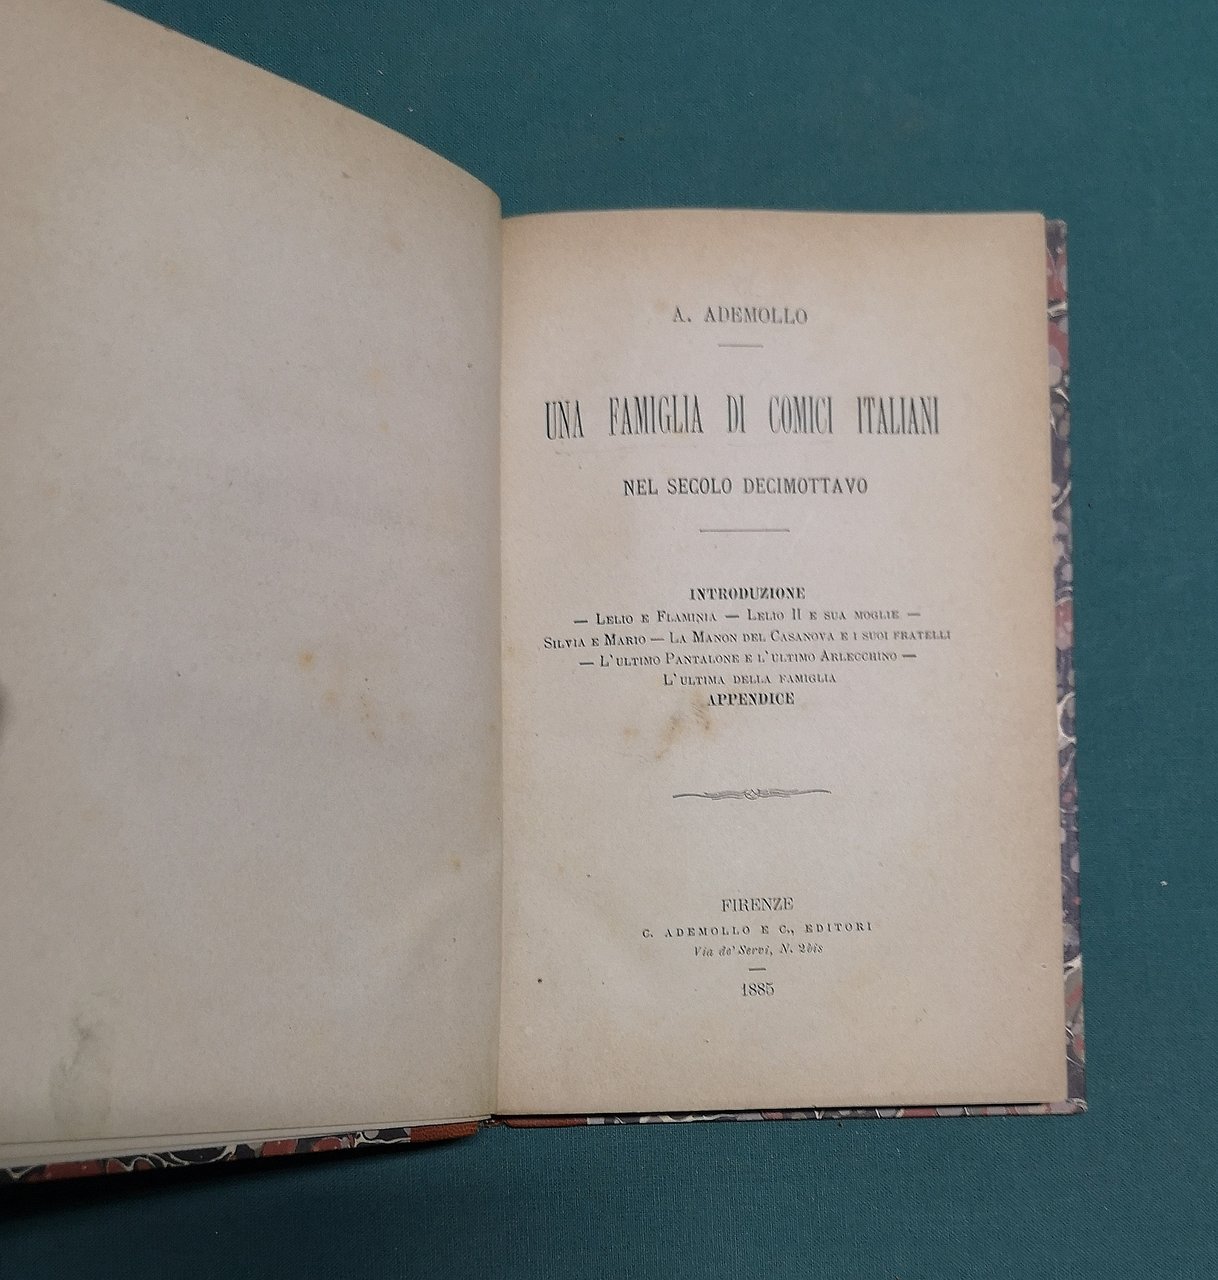 A. ADEMOLLO
UNA FAMIGLIA DI COMICI ITALIANI
NEL SECOLO DECIMOTTAVO
INTRODUZIONE
— LELIO E FLAMINIA — LELIO II E SUA MOGLIE —
SILVIA E MARIO — LA MANON DEL CASANOVA E I SUOI FRATELLI
— L'ULTIMO PANTALONE E L'ULTIMO ARLECCHINO —
L'ULTIMA DELLA FAMIGLIA
APPENDICE
FIRENZE
C. ADEMOLLO E C., EDITORI
Via de' Servi, N. 2bis
1885